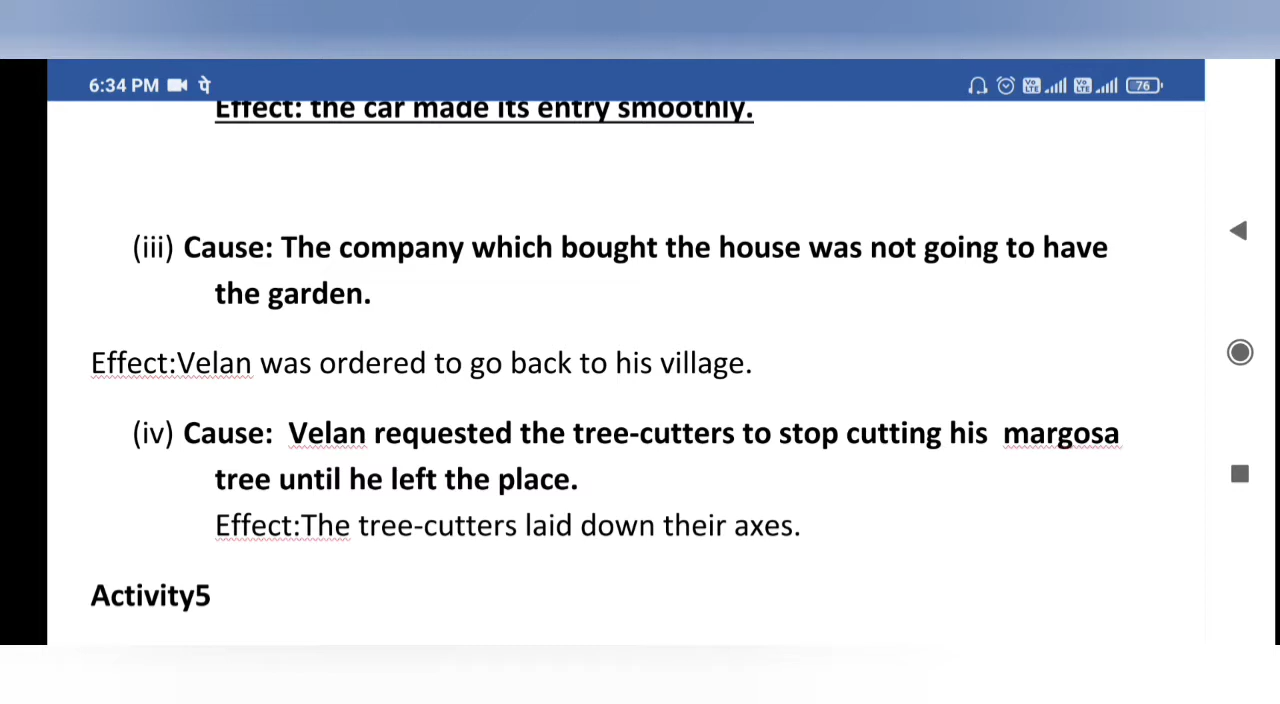 6:34 PM पे 76
Effect: the car made its entry smoothly.
(iii) Cause: The company which bought the house was not going to have
the garden.
Effect:Velan was ordered to go back to his village.
(iv) Cause:  Velan requested the tree-cutters to stop cutting his  margosa
tree until he left the place.
Effect:The tree-cutters laid down their axes.
Activity5